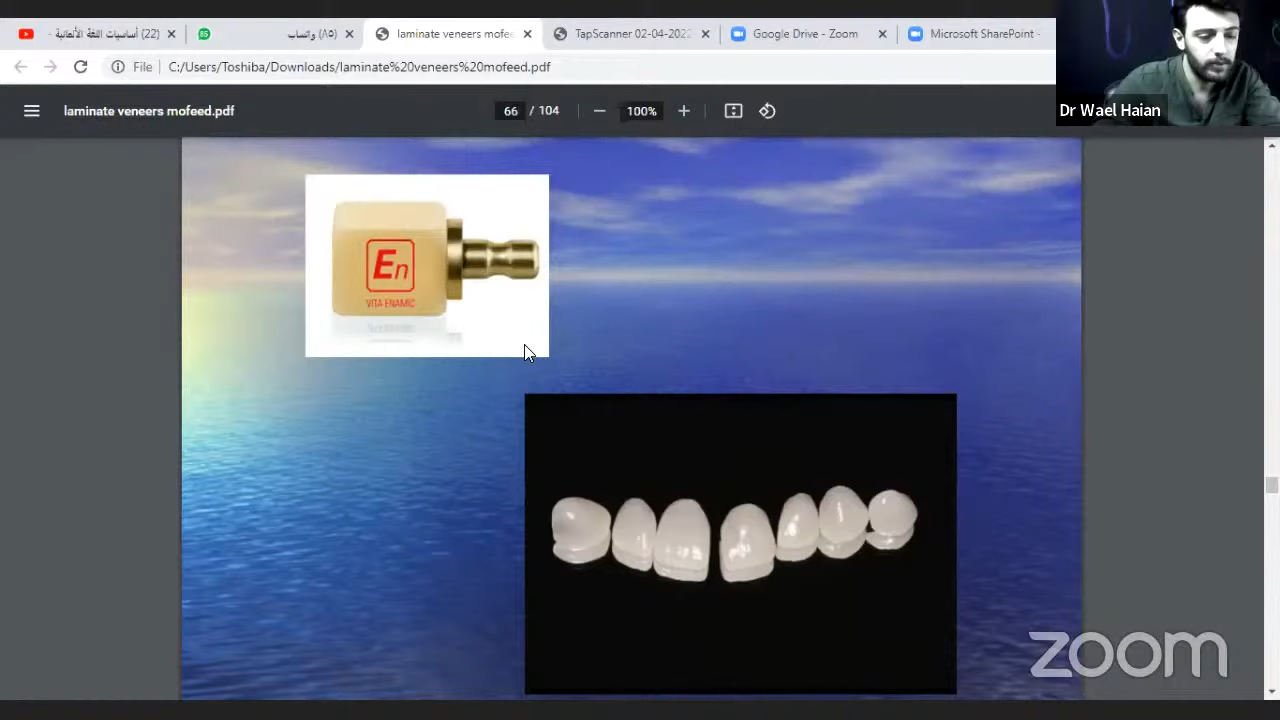 (22) أساسيات اللغة الألمانية -
(٨٥) واتساب
laminate veneers mofe
TapScanner 02-04-2022
Google Drive - Zoom
Microsoft SharePoint -
File
C:/Users/Toshiba/Downloads/laminate%20veneers%20mofeed.pdf
Dr Wael Haian
laminate veneers mofeed.pdf
66 / 104
100%
En
VITA ENAMIC
zoom